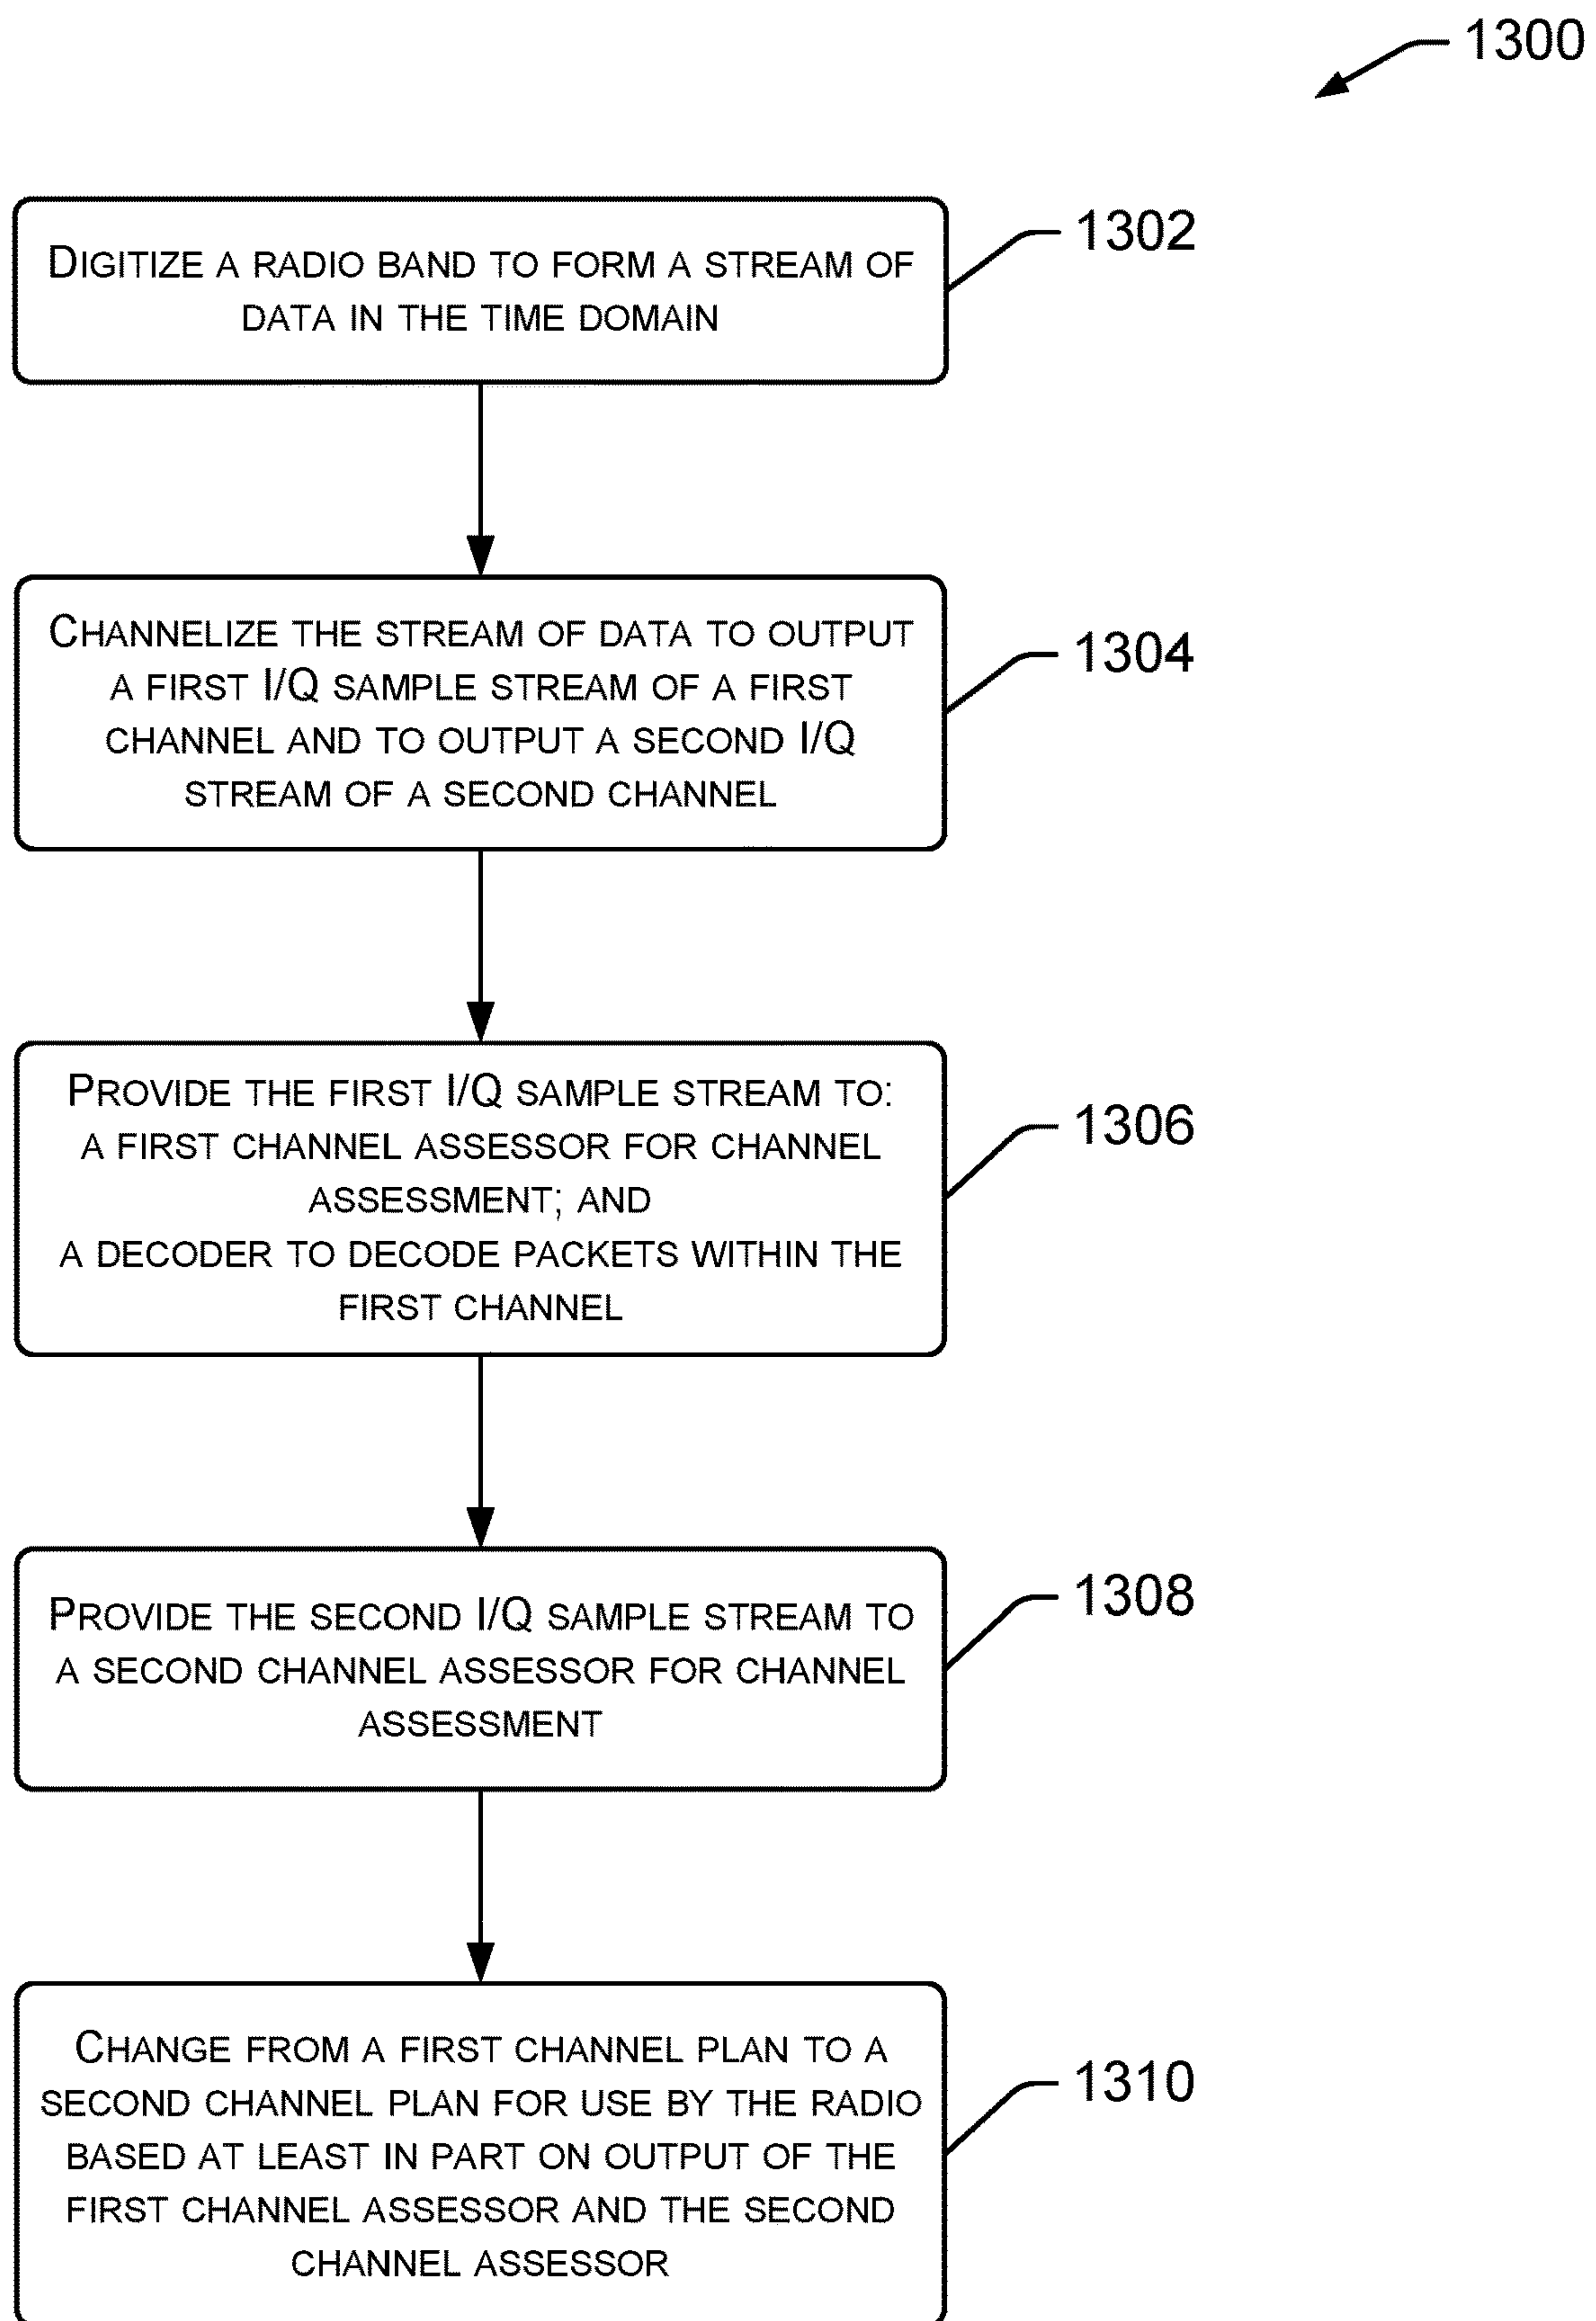 1300
DIGITIZE A RADIO BAND TO FORM A STREAM OF
DATA IN THE TIME DOMAIN
1302
CHANNELIZE THE STREAM OF DATA TO OUTPUT
A FIRST I/Q SAMPLE STREAM OF A FIRST
CHANNEL AND TO OUTPUT A SECOND I/Q
STREAM OF A SECOND CHANNEL
1304
PROVIDE THE FIRST I/Q SAMPLE STREAM TO:
A FIRST CHANNEL ASSESSOR FOR CHANNEL
ASSESSMENT; AND
A DECODER TO DECODE PACKETS WITHIN THE
FIRST CHANNEL
1306
PROVIDE THE SECOND I/Q SAMPLE STREAM TO
A SECOND CHANNEL ASSESSOR FOR CHANNEL
ASSESSMENT
1308
CHANGE FROM A FIRST CHANNEL PLAN TO A
SECOND CHANNEL PLAN FOR USE BY THE RADIO
BASED AT LEAST IN PART ON OUTPUT OF THE
FIRST CHANNEL ASSESSOR AND THE SECOND
CHANNEL ASSESSOR
1310